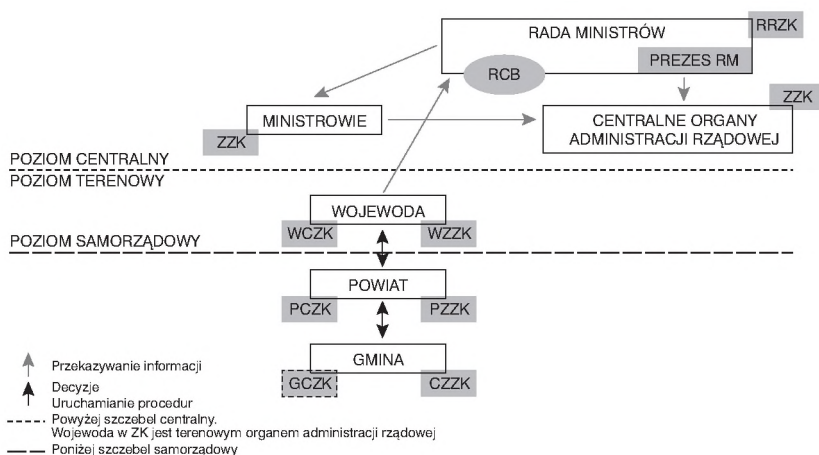 RADA MINISTRÓW
RRZK
RCB
PREZES RM
ZZK
MINISTROWIE
CENTRALNE ORGANY
ADMINISTRACJI RZĄDOWEJ
ZZK
POZIOM CENTRALNY
POZIOM TERENOWY
WOJEWODA
WCZK
WZZK
POZIOM SAMORZĄDOWY
POWIAT
PCZK
PZZK
GMINA
GCZK
CZZK
Przekazywanie informacji
Decyzje
Uruchamianie procedur
Powyżej szczebel centralny.
Wojewoda w ZK jest terenowym organem administracji rządowej
Poniżej szczebel samorządowy